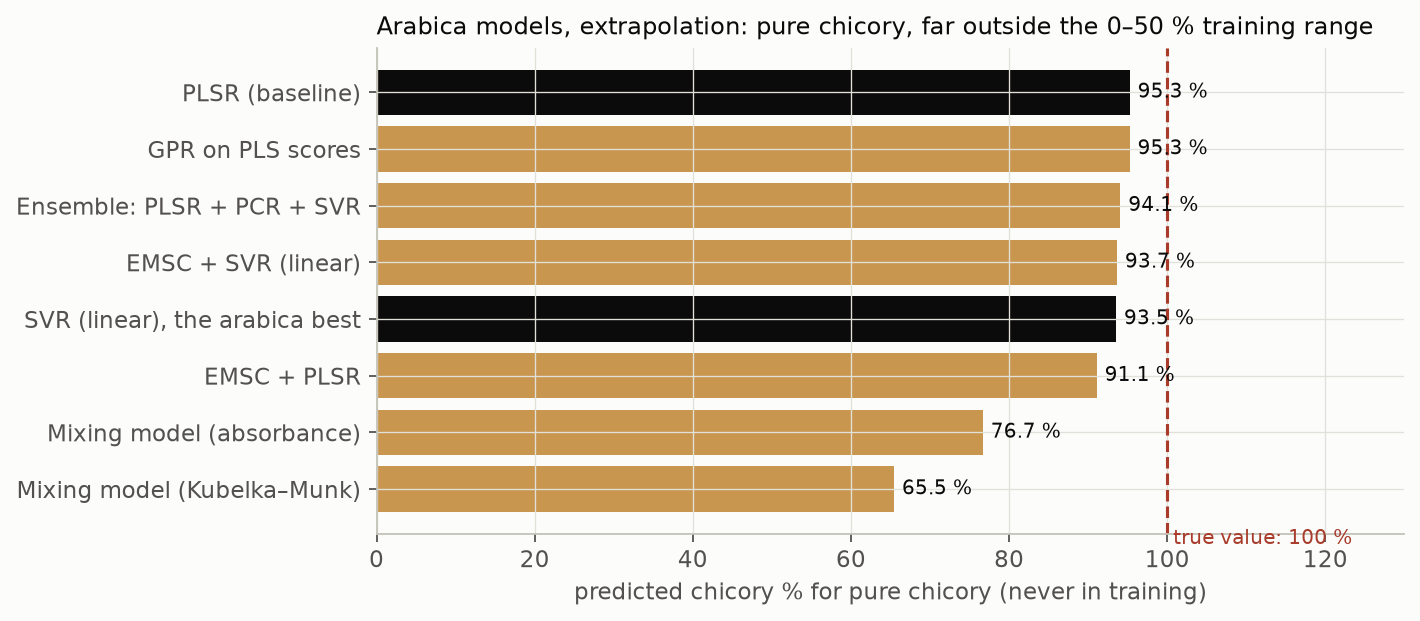 Arabica models, extrapolation: pure chicory, far outside the 0–50 % training range
PLSR (baseline) 95.3 %
GPR on PLS scores 95.3 %
Ensemble: PLSR + PCR + SVR 94.1 %
EMSC + SVR (linear) 93.7 %
SVR (linear), the arabica best 93.5 %
EMSC + PLSR 91.1 %
Mixing model (absorbance) 76.7 %
Mixing model (Kubelka–Munk) 65.5 %
true value: 100 %
0 20 40 60 80 100 120
predicted chicory % for pure chicory (never in training)